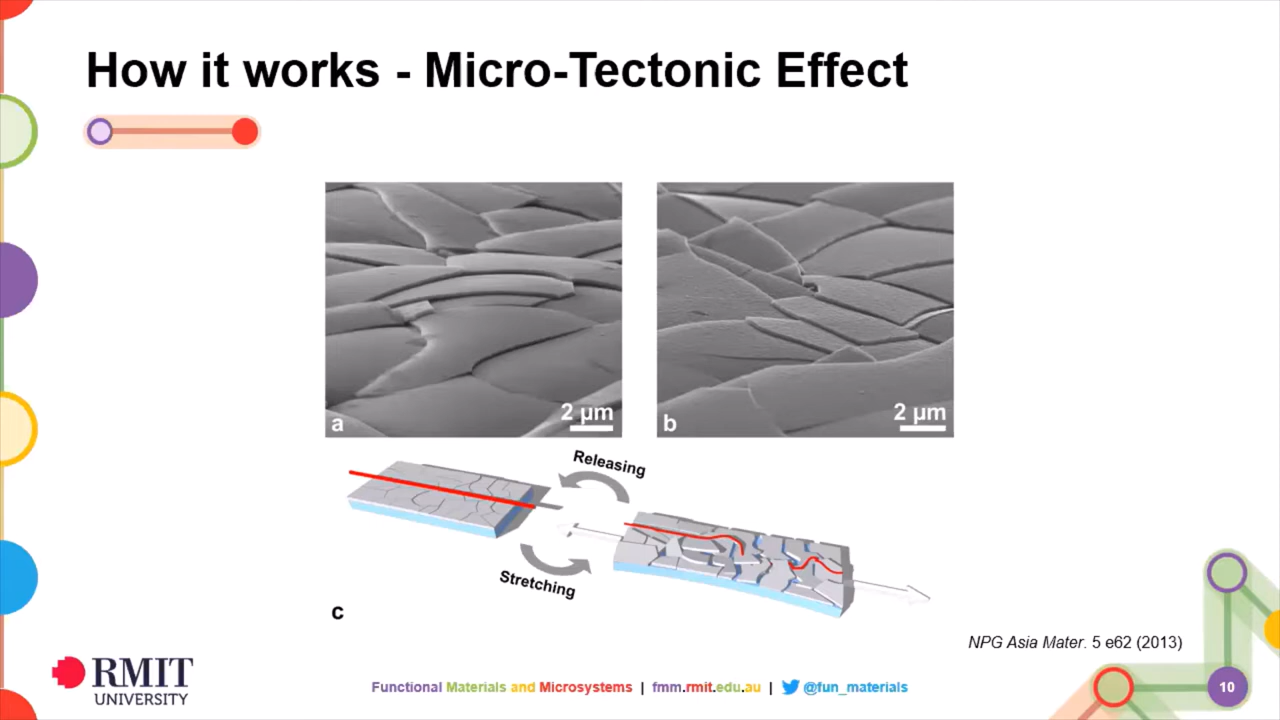 How it works - Micro-Tectonic Effect
2 µm
a
2 µm
b
Releasing
Stretching
c
NPG Asia Mater. 5 e62 (2013)
RMIT
UNIVERSITY
Functional Materials and Microsystems | fmm.rmit.edu.au | @fun_materials
10